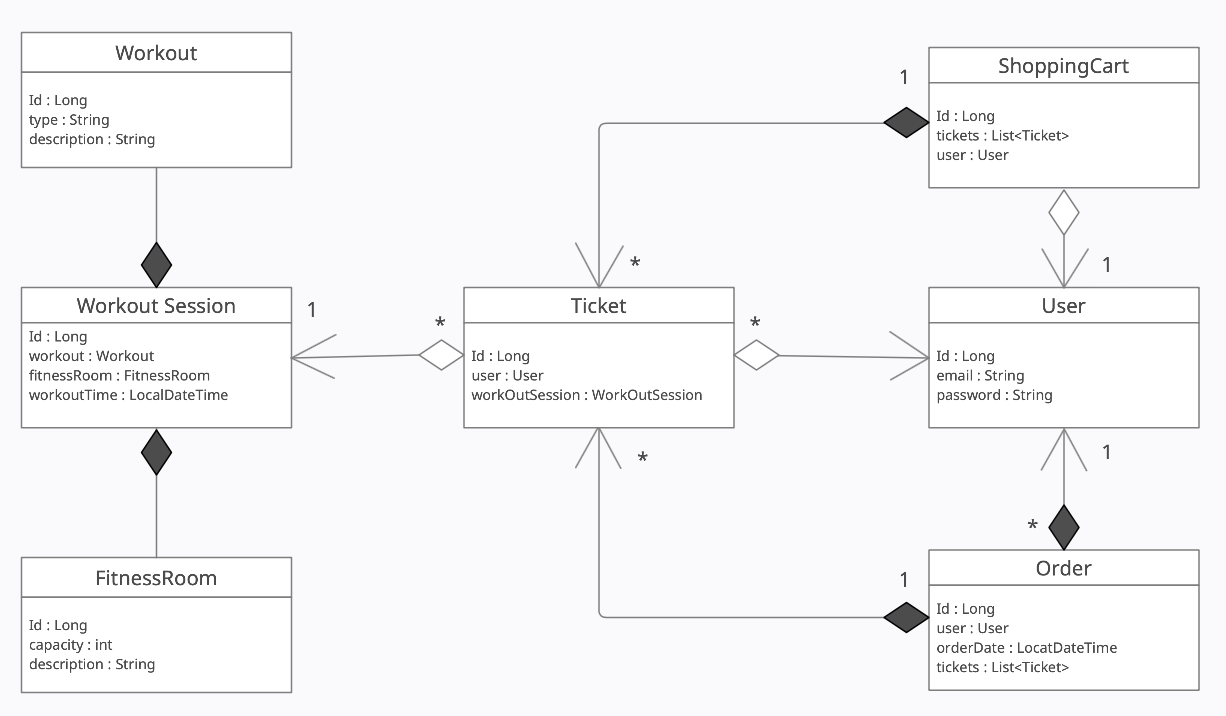 Workout
Id : Long
type : String
description : String
1
ShoppingCart
Id : Long
tickets : List<Ticket>
user : User
*
1
Workout Session
Id : Long
workout : Workout
fitnessRoom : FitnessRoom
workoutTime : LocalDateTime
1
*
Ticket
Id : Long
user : User
workOutSession : WorkOutSession
*
User
Id : Long
email : String
password : String
*
1
*
FitnessRoom
Id : Long
capacity : int
description : String
1
Order
Id : Long
user : User
orderDate : LocatDateTime
tickets : List<Ticket>